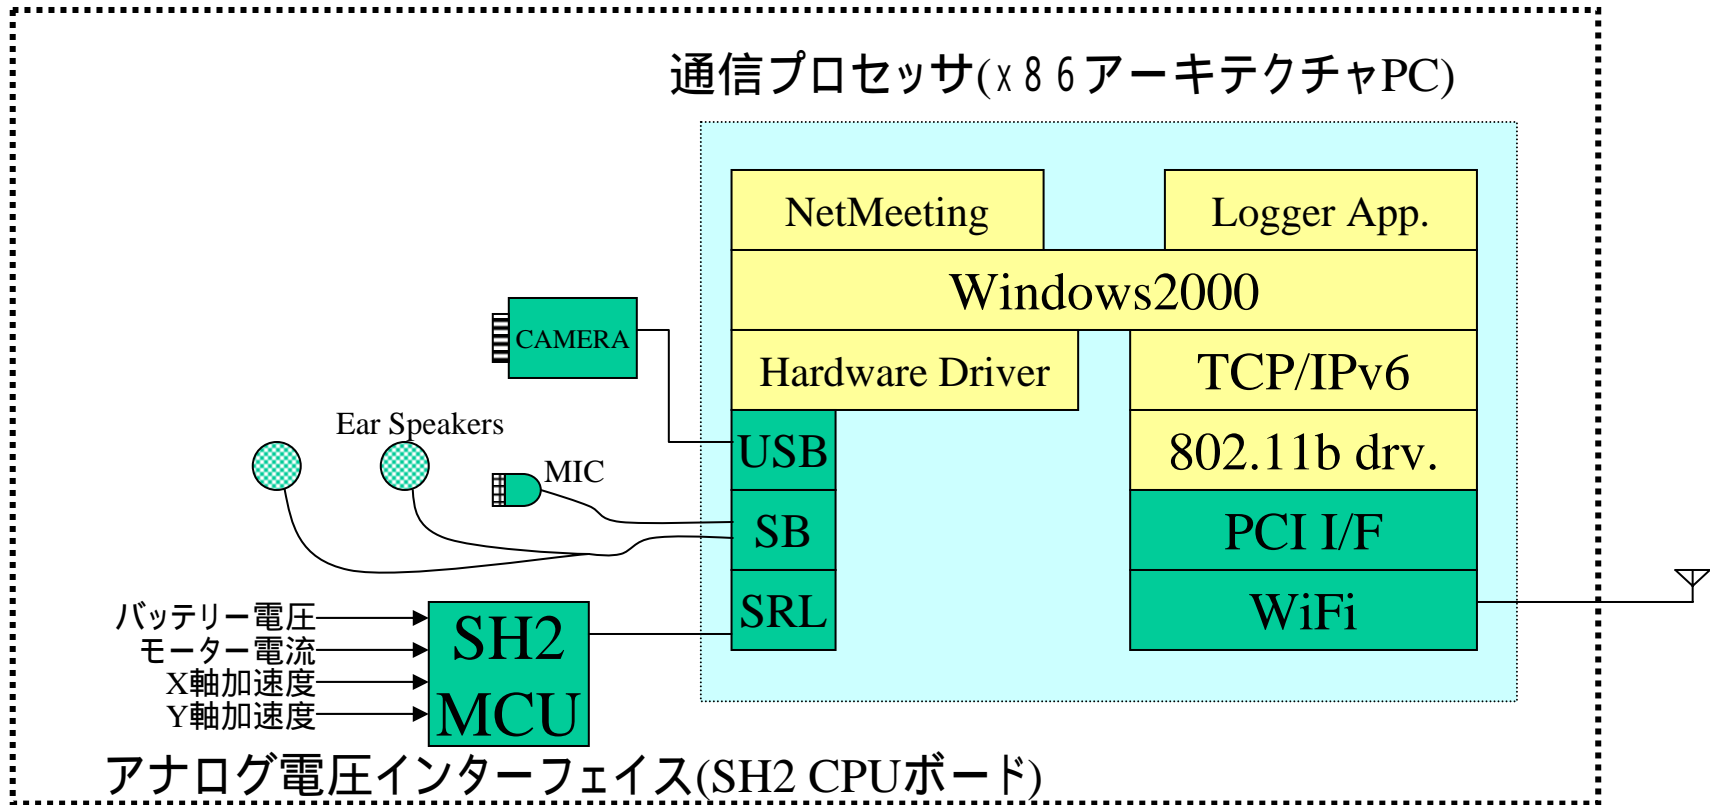 通信プロセッサ(x８６アーキテクチャPC)
NetMeeting
Logger App.
Windows2000
CAMERA
Hardware Driver
TCP/IPv6
Ear Speakers
USB
802.11b drv.
MIC
SB
PCI I/F
SRL
WiFi
バッテリー電圧
モーター電流
X軸加速度
Y軸加速度
SH2
MCU
アナログ電圧インターフェイス(SH2 CPUボード)